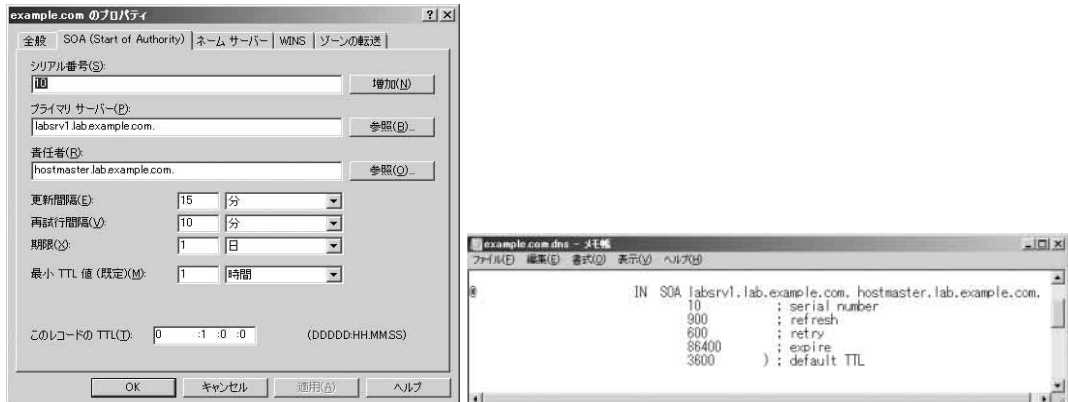 example.com のプロパティ
全般 SOA (Start of Authority) ネーム サーバー WINS ゾーンの転送
シリアル番号(S):
10 増加(N)
プライマリ サーバー(P):
labsrv1.lab.example.com. 参照(B)...
責任者(R):
hostmaster.lab.example.com. 参照(O)...
更新間隔(E): 15 分
再試行間隔(V): 10 分
期限(X): 1 日
最小 TTL 値 (既定)(M): 1 時間
このレコードの TTL(T): 0 :1 :0 :0 (DDDDD:HH.MM.SS)
OK キャンセル 適用(A) ヘルプ
example.com.dns - メモ帳
ファイル(F) 編集(E) 書式(O) 表示(V) ヘルプ(H)
@ IN SOA labsrv1.lab.example.com. hostmaster.lab.example.com.
10 ; serial number
900 ; refresh
600 ; retry
86400 ; expire
3600 ) ; default TTL